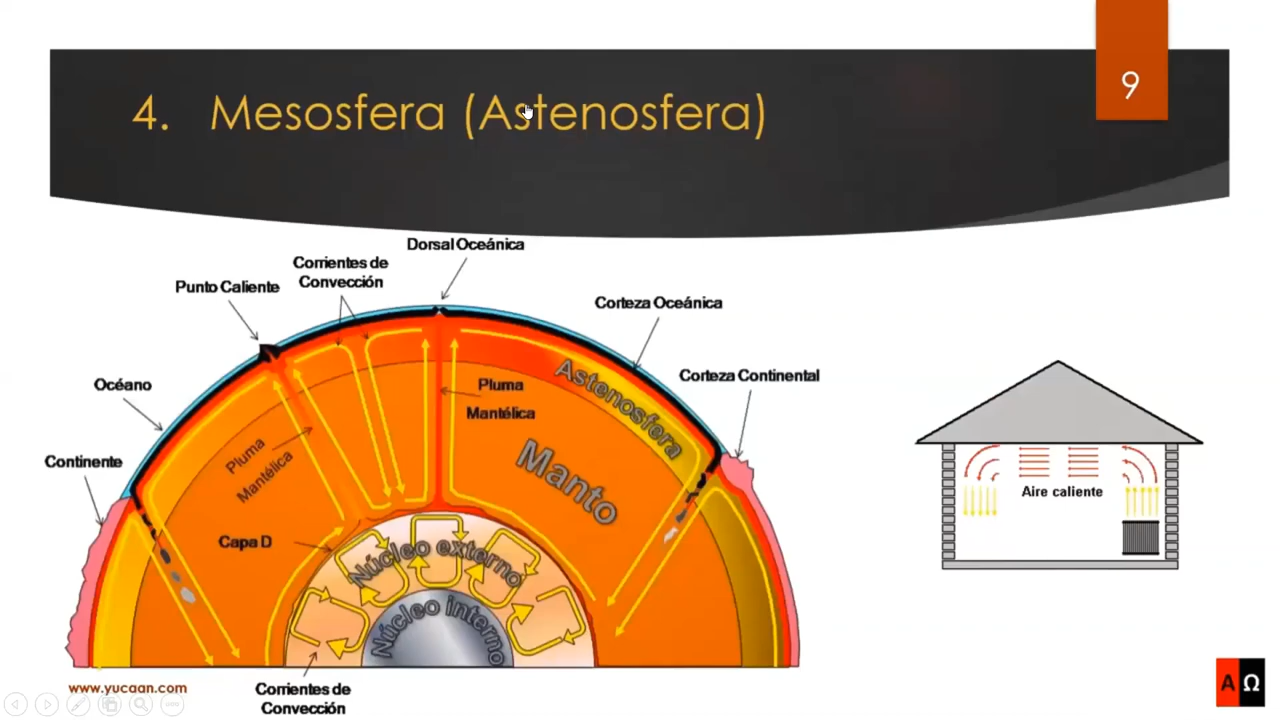 9
4. Mesosfera (Astenosfera)
Dorsal Oceánica
Corrientes de
Convección
Punto Caliente
Corteza Oceánica
Corteza Continental
Océano
Continente
Pluma
Mantélica
Pluma
Mantélica
Astenosfera
Manto
Capa D
Núcleo externo
Núcleo interno
Aire caliente
www.yucaan.com
Corrientes de
Convección
AΩ